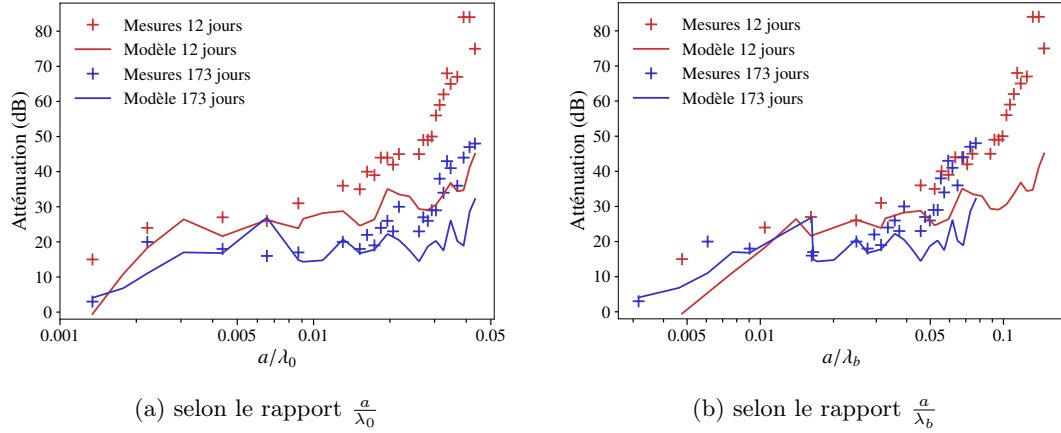 80
70
60
50
40
30
20
10
0
Atténuation (dB)
Mesures 12 jours
Modèle 12 jours
Mesures 173 jours
Modèle 173 jours
0.001
0.005
0.01
0.05
a/λ₀
(a) selon le rapport a/λ₀
80
70
60
50
40
30
20
10
0
Atténuation (dB)
Mesures 12 jours
Modèle 12 jours
Mesures 173 jours
Modèle 173 jours
0.005
0.01
0.05
0.1
a/λ_b
(b) selon le rapport a/λ_b